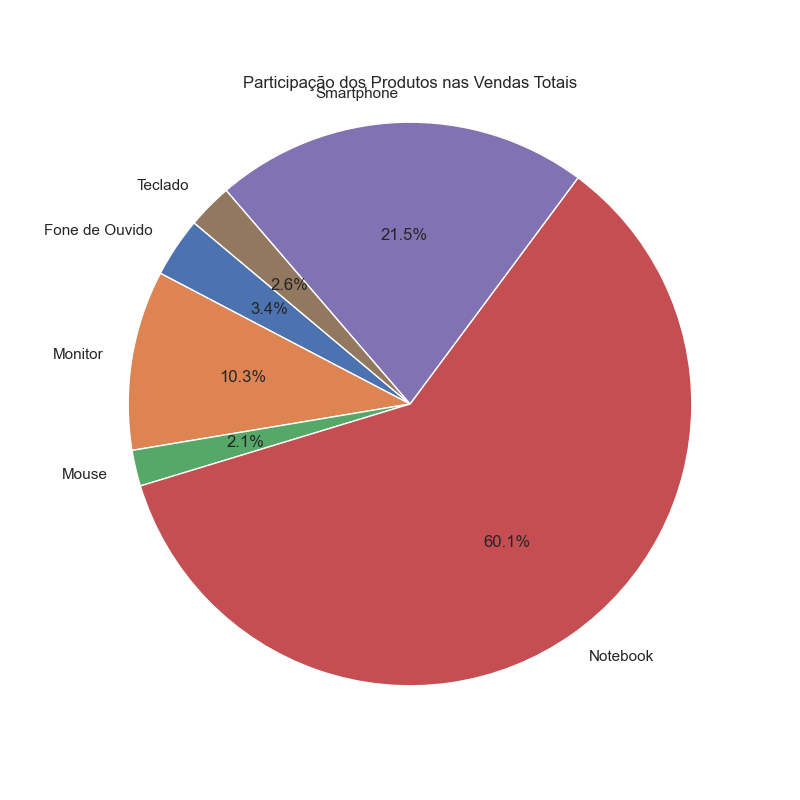 Participação dos Produtos nas Vendas Totais
Smartphone
Teclado
Fone de Ouvido
21.5%
2.6%
3.4%
Monitor
10.3%
2.1%
Mouse
60.1%
Notebook